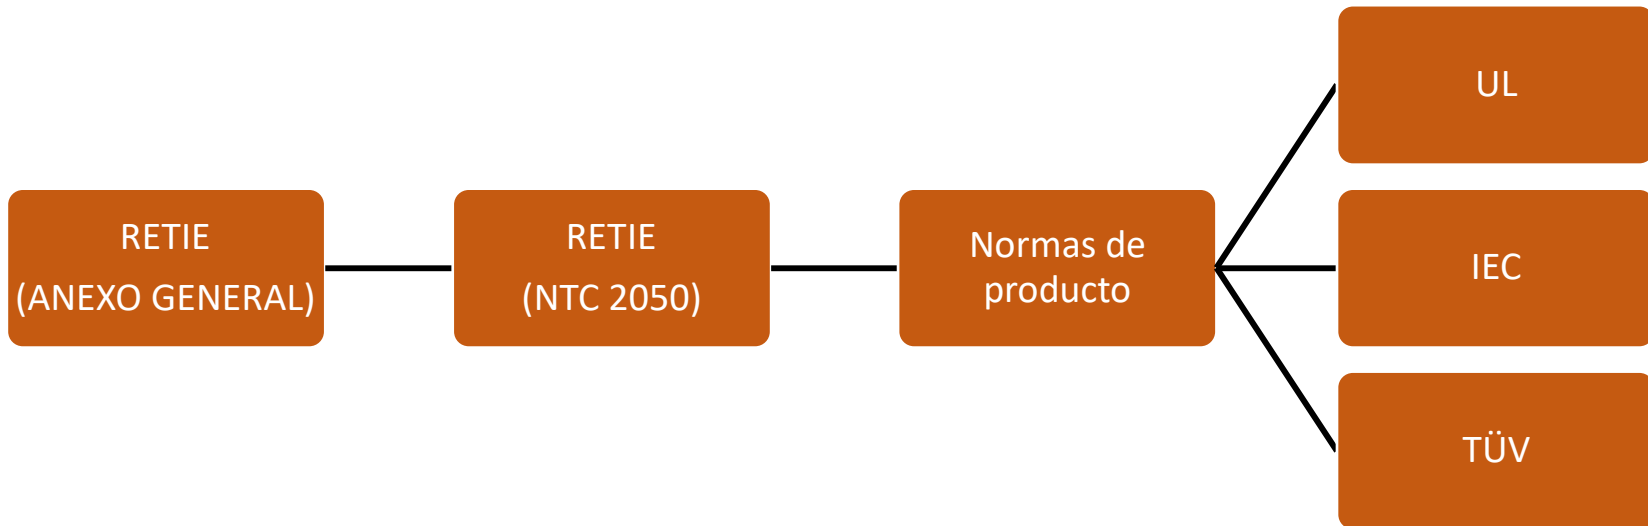 RETIE
(ANEXO GENERAL)
RETIE
(NTC 2050)
Normas de
producto
UL
IEC
TÜV